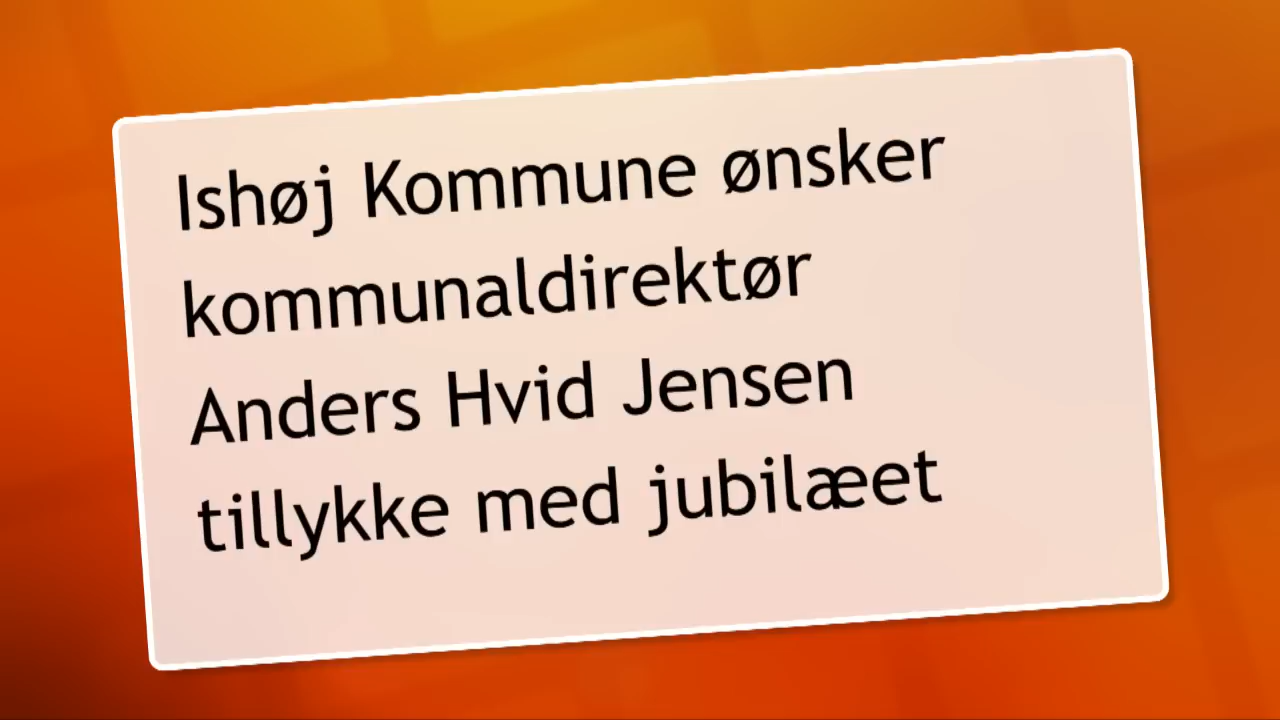 Ishøj Kommune ønsker
kommunaldirektør
Anders Hvid Jensen
tillykke med jubilæet